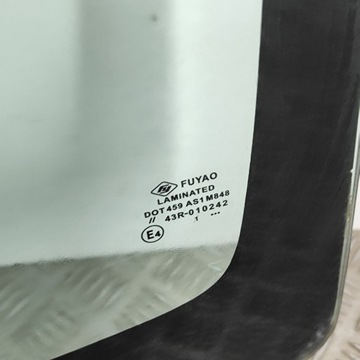 FUYAO
LAMINATED
DOT459 AS1 M848
// 43R-010242
1 ...
E4